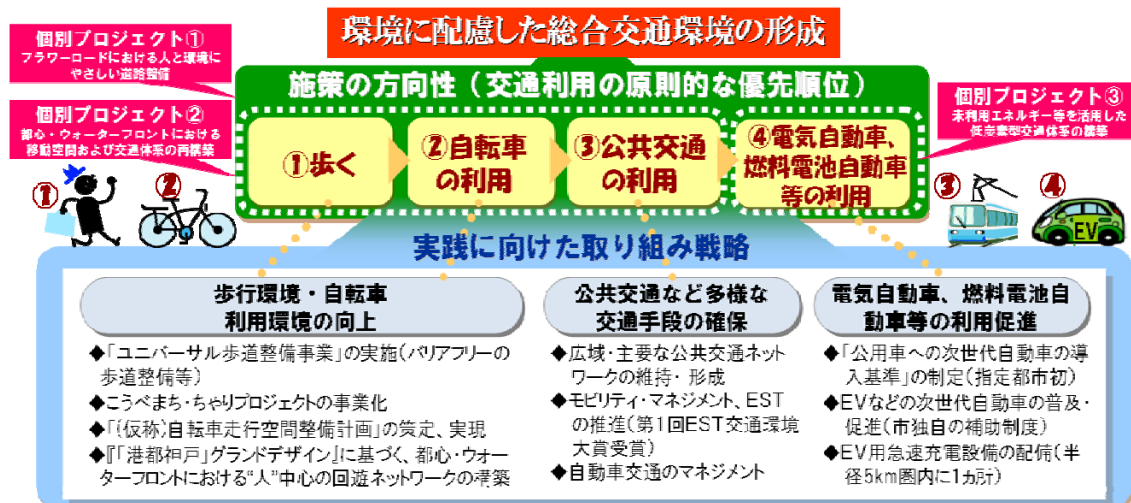 環境に配慮した総合交通環境の形成
個別プロジェクト①
フラワーロードにおける人と環境に
やさしい道路整備
個別プロジェクト②
都心・ウォーターフロントにおける
移動空間および交通体系の再構築
施策の方向性（交通利用の原則的な優先順位）
①歩く
②自転車
の利用
③公共交通
の利用
④電気自動車、
燃料電池自動車
等の利用
個別プロジェクト③
未利用エネルギー等を活用した
低炭素型交通体系の構築
①
②
③
④
EV
実践に向けた取り組み戦略
歩行環境・自転車
利用環境の向上
◆「ユニバーサル歩道整備事業」の実施(バリアフリーの
歩道整備等)
◆こうべまち・ちゃりプロジェクトの事業化
◆「(仮称)自転車走行空間整備計画」の策定、実現
◆『「港都神戸」グランドデザイン』に基づく、都心・ウォー
ターフロントにおける“人”中心の回遊ネットワークの構築
公共交通など多様な
交通手段の確保
◆広域・主要な公共交通ネット
ワークの維持・形成
◆モビリティ・マネジメント、EST
の推進(第1回EST交通環境
大賞受賞)
◆自動車交通のマネジメント
電気自動車、燃料電池自
動車等の利用促進
◆「公用車への次世代自動車の導
入基準」の制定(指定都市初)
◆EVなどの次世代自動車の普及・
促進(市独自の補助制度)
◆EV用急速充電設備の配備(半
径5km圏内に1ヵ所)